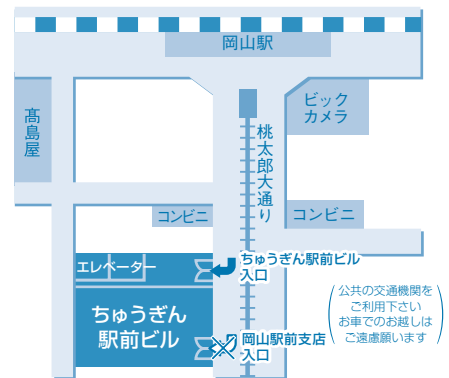 岡山駅
ビック
カメラ
髙島屋
桃太郎大通り
コンビニ
コンビニ
エレベーター
ちゅうぎん駅前ビル
入口
ちゅうぎん
駅前ビル
岡山駅前支店
入口
公共の交通機関を
ご利用下さい
お車でのお越しは
ご遠慮願います